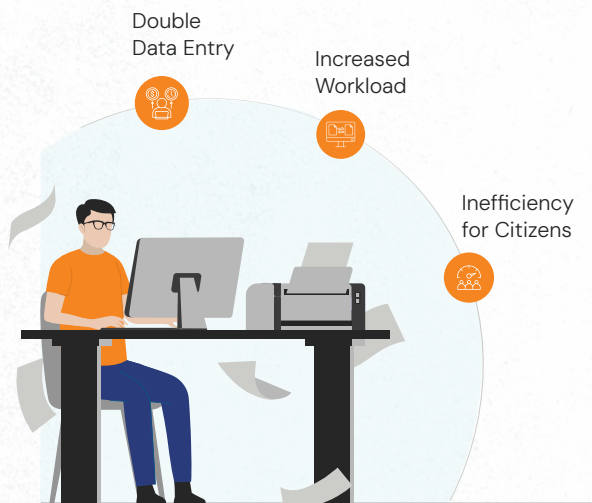 Double
Data Entry
Increased
Workload
Inefficiency
for Citizens